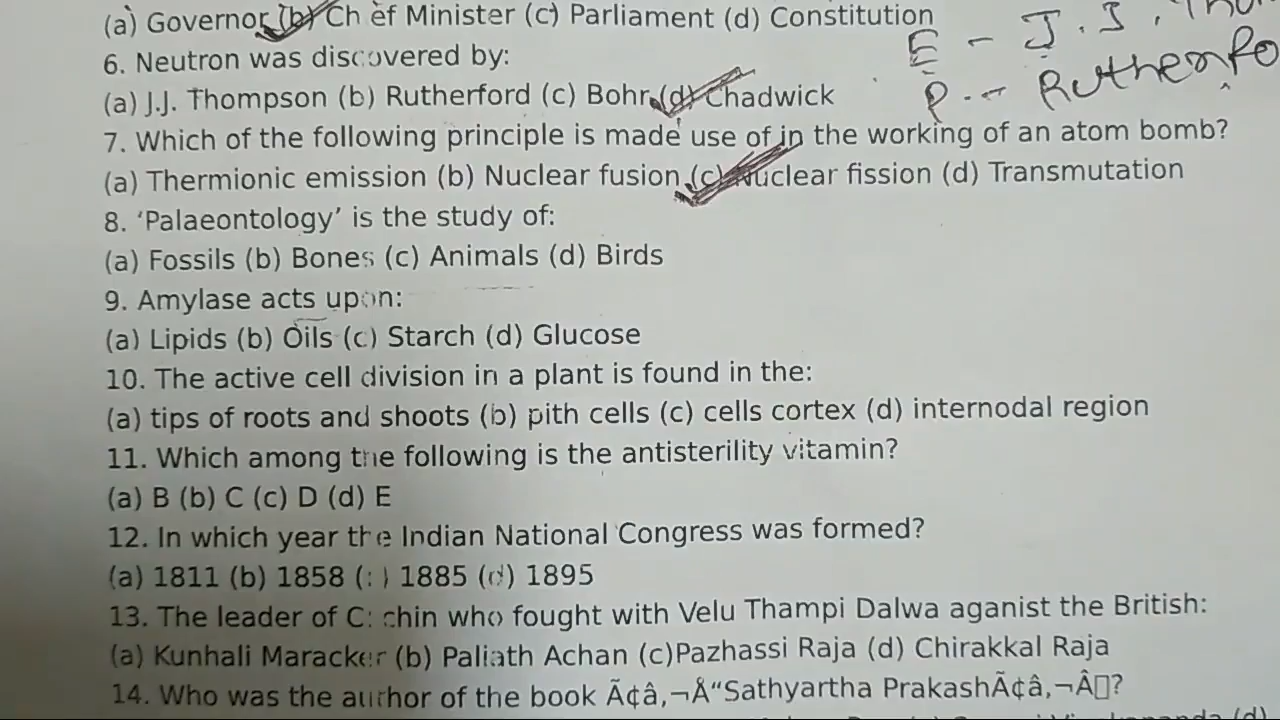 (a) Governor (b) Chief Minister (c) Parliament (d) Constitution
E - J.J.
6. Neutron was discovered by:
P. - Rutherfo
(a) J.J. Thompson (b) Rutherford (c) Bohr (d) Chadwick
7. Which of the following principle is made use of in the working of an atom bomb?
(a) Thermionic emission (b) Nuclear fusion (c) Nuclear fission (d) Transmutation
8. ‘Palaeontology’ is the study of:
(a) Fossils (b) Bones (c) Animals (d) Birds
9. Amylase acts upon:
(a) Lipids (b) Oils (c) Starch (d) Glucose
10. The active cell division in a plant is found in the:
(a) tips of roots and shoots (b) pith cells (c) cells cortex (d) internodal region
11. Which among the following is the antisterility vitamin?
(a) B (b) C (c) D (d) E
12. In which year the Indian National Congress was formed?
(a) 1811 (b) 1858 (c) 1885 (d) 1895
13. The leader of Cochin who fought with Velu Thampi Dalwa aganist the British:
(a) Kunhali Maracker (b) Paliath Achan (c)Pazhassi Raja (d) Chirakkal Raja
14. Who was the author of the book Ã¢â‚¬Å“Sathyartha PrakashÃ¢â‚¬Â▯?